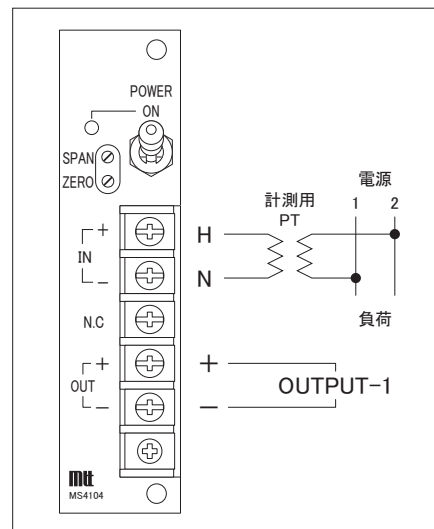 POWER
ON
SPAN
ZERO
電源
計測用
PT
1 2
+
IN
−
H
N
N.C
負荷
+
OUT
−
+
OUTPUT-1
−
mtt
MS4104